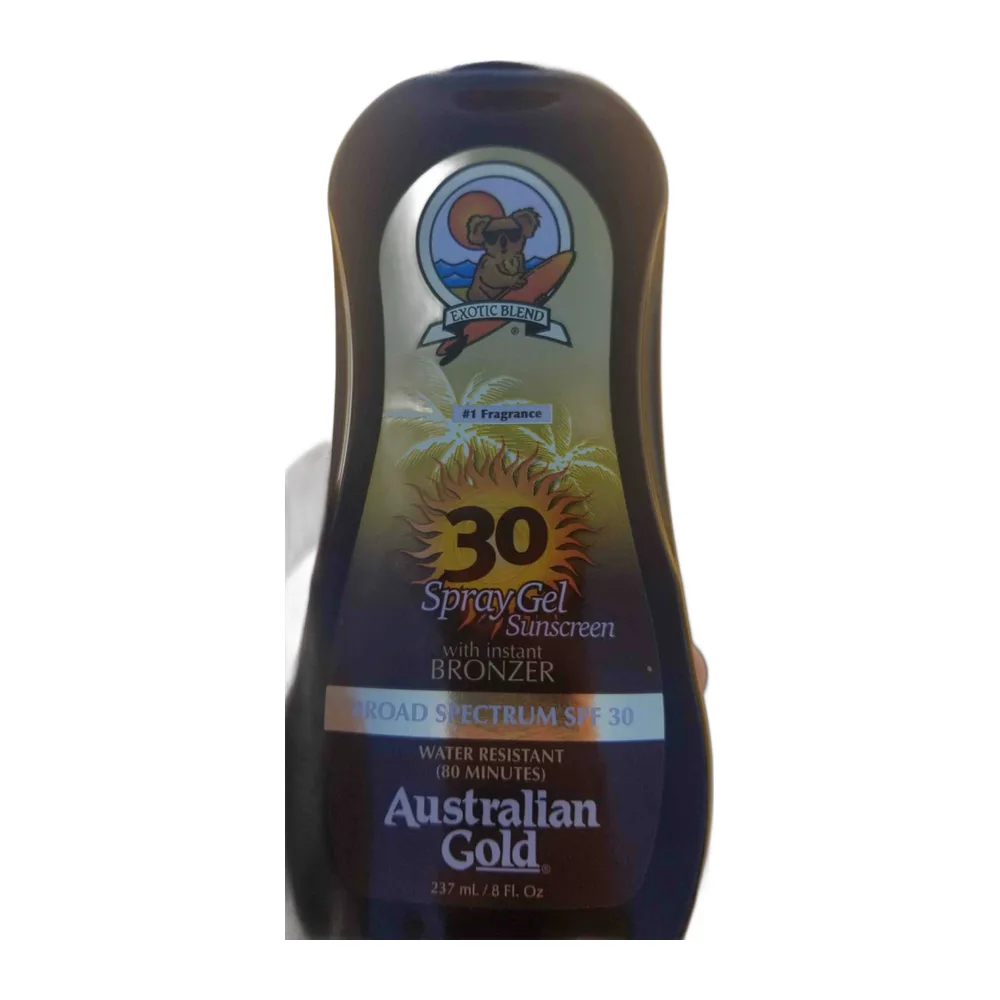 EXOTIC BLEND
®
#1 Fragrance
30
Spray Gel
Sunscreen
with instant
BRONZER
BROAD SPECTRUM SPF 30
WATER RESISTANT
(80 MINUTES)
Australian
Gold®
237 mL / 8 Fl. Oz